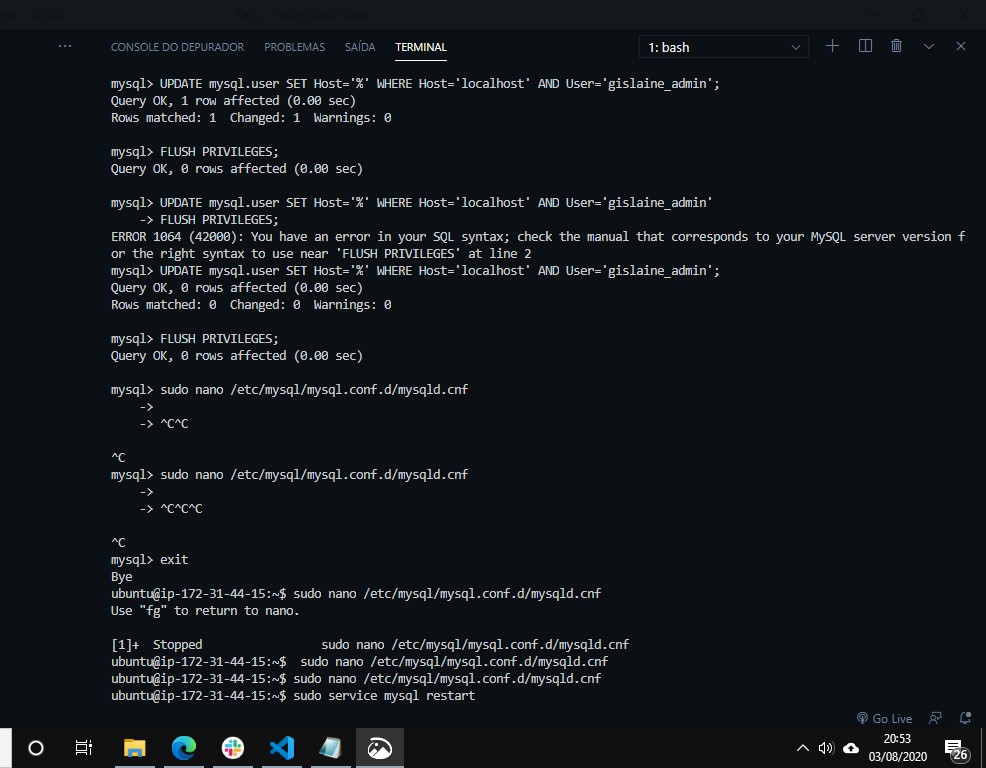 ···
CONSOLE DO DEPURADOR PROBLEMAS SAÍDA TERMINAL 1: bash
mysql> UPDATE mysql.user SET Host='%' WHERE Host='localhost' AND User='gislaine_admin';
Query OK, 1 row affected (0.00 sec)
Rows matched: 1  Changed: 1  Warnings: 0
mysql> FLUSH PRIVILEGES;
Query OK, 0 rows affected (0.00 sec)
mysql> UPDATE mysql.user SET Host='%' WHERE Host='localhost' AND User='gislaine_admin'
-> FLUSH PRIVILEGES;
ERROR 1064 (42000): You have an error in your SQL syntax; check the manual that corresponds to your MySQL server version f
or the right syntax to use near 'FLUSH PRIVILEGES' at line 2
mysql> UPDATE mysql.user SET Host='%' WHERE Host='localhost' AND User='gislaine_admin';
Query OK, 0 rows affected (0.00 sec)
Rows matched: 0  Changed: 0  Warnings: 0
mysql> FLUSH PRIVILEGES;
Query OK, 0 rows affected (0.00 sec)
mysql> sudo nano /etc/mysql/mysql.conf.d/mysqld.cnf
->
-> ^C^C
^C
mysql> sudo nano /etc/mysql/mysql.conf.d/mysqld.cnf
->
-> ^C^C^C
^C
mysql> exit
Bye
ubuntu@ip-172-31-44-15:~$ sudo nano /etc/mysql/mysql.conf.d/mysqld.cnf
Use "fg" to return to nano.
[1]+  Stopped                 sudo nano /etc/mysql/mysql.conf.d/mysqld.cnf
ubuntu@ip-172-31-44-15:~$  sudo nano /etc/mysql/mysql.conf.d/mysqld.cnf
ubuntu@ip-172-31-44-15:~$ sudo nano /etc/mysql/mysql.conf.d/mysqld.cnf
ubuntu@ip-172-31-44-15:~$ sudo service mysql restart
Go Live
20:53
03/08/2020
26